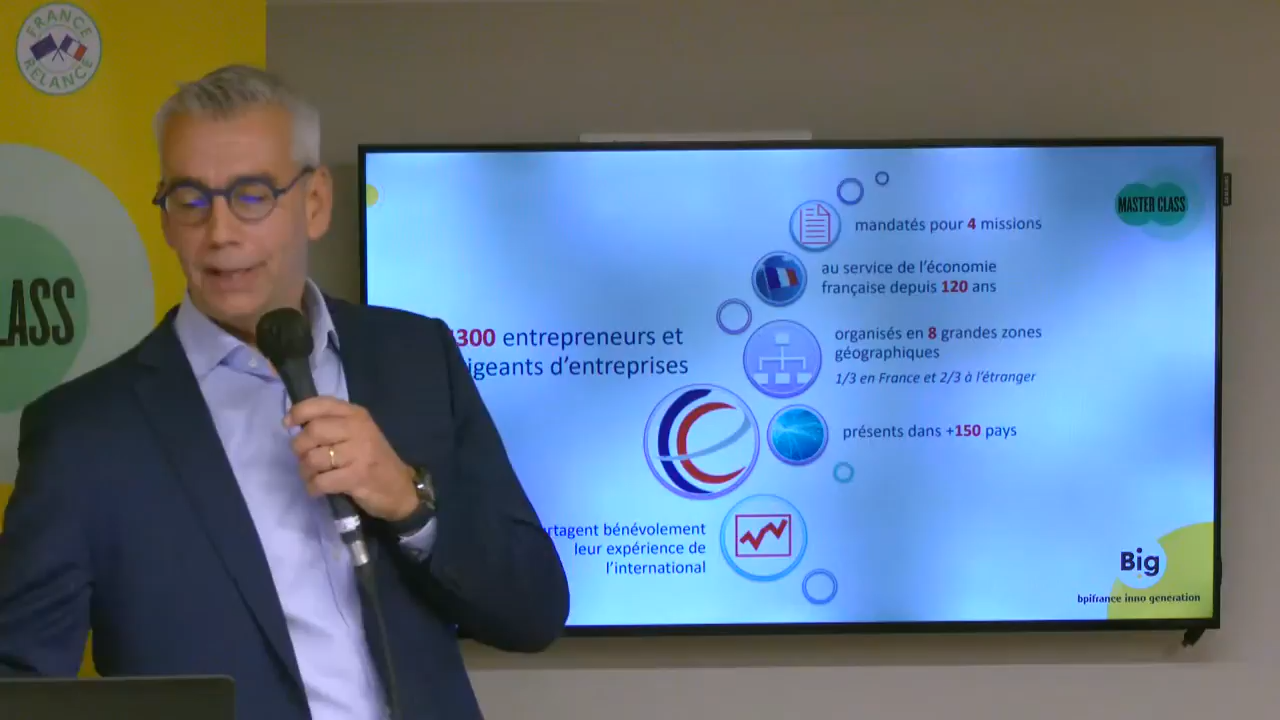 FRANCE
RELANCE
LASS
MASTER CLASS
mandatés pour 4 missions
au service de l'économie
française depuis 120 ans
300 entrepreneurs et
igeants d'entreprises
organisés en 8 grandes zones
géographiques
1/3 en France et 2/3 à l'étranger
présents dans +150 pays
rtagent bénévolement
leur expérience de
l'international
Big
bpifrance inno generation